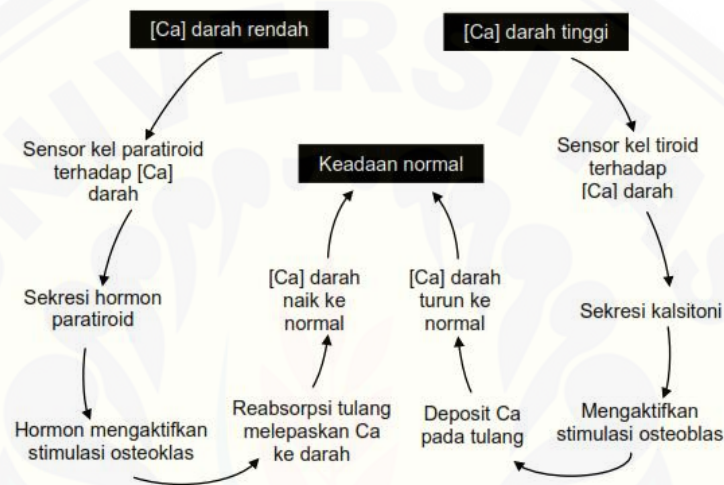 [Ca] darah rendah
[Ca] darah tinggi
Sensor kel paratiroid
terhadap [Ca]
darah
Keadaan normal
Sensor kel tiroid
terhadap
[Ca] darah
Sekresi hormon
paratiroid
[Ca] darah
naik ke
normal
[Ca] darah
turun ke
normal
Sekresi kalsitoni
Hormon mengaktifkan
stimulasi osteoklas
Reabsorpsi tulang
melepaskan Ca
ke darah
Deposit Ca
pada tulang
Mengaktifkan
stimulasi osteoblas
UNIVERSITAS